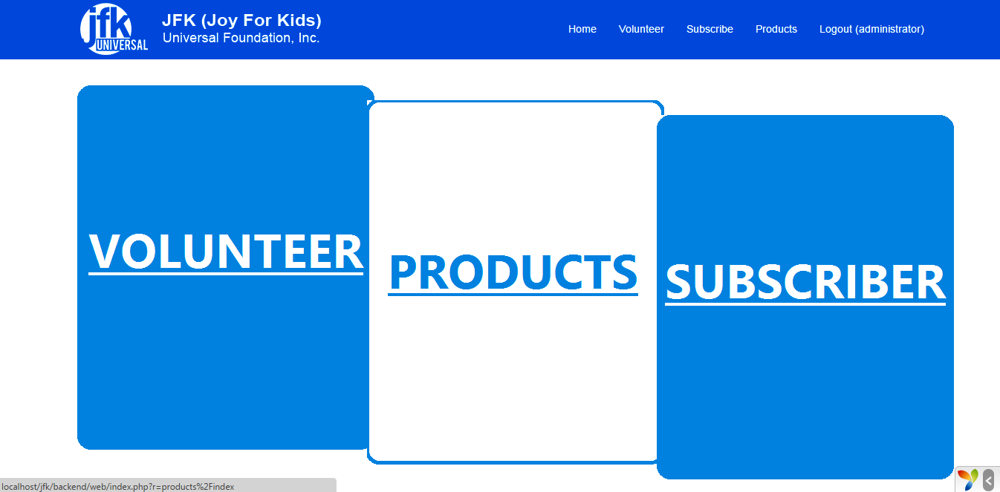 jfk
UNIVERSAL
JFK (Joy For Kids)
Universal Foundation, Inc.
Home Volunteer Subscribe Products Logout (administrator)
VOLUNTEER
PRODUCTS
SUBSCRIBER
localhost/jfk/backend/web/index.php?r=products%2Findex